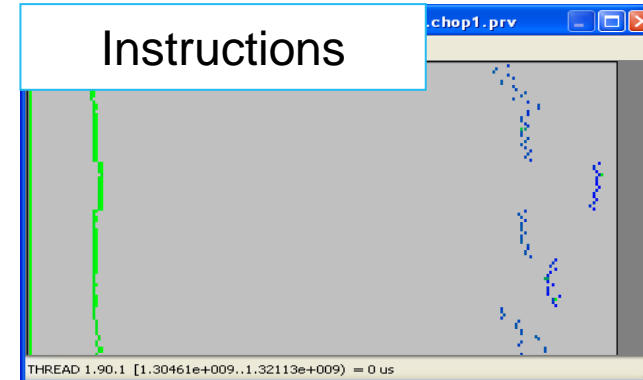 Instructions
.chop1.prv
THREAD 1.90.1 [1.30461e+009..1.32113e+009) = 0 us